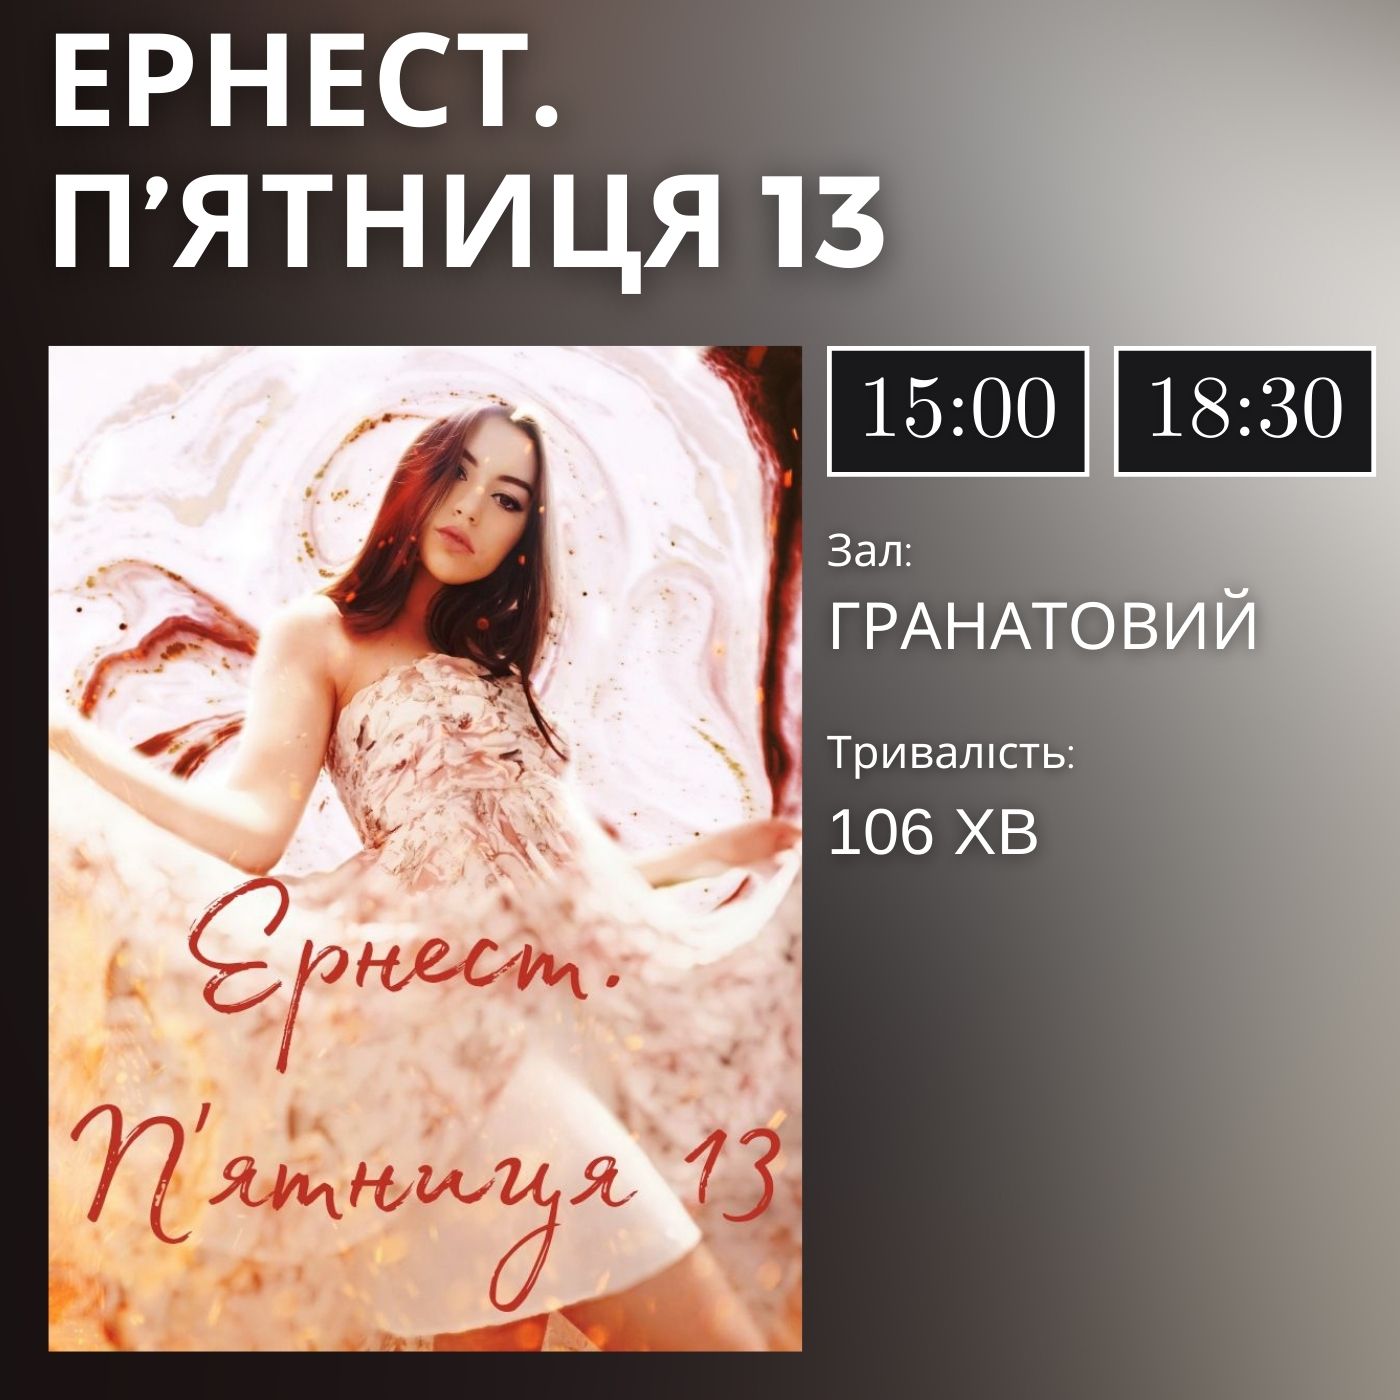 ЕРНЕСТ.
П’ЯТНИЦЯ 13
15:00 18:30
Зал:
ГРАНАТОВИЙ
Тривалість:
106 ХВ
Ернест.
П'ятниця 13